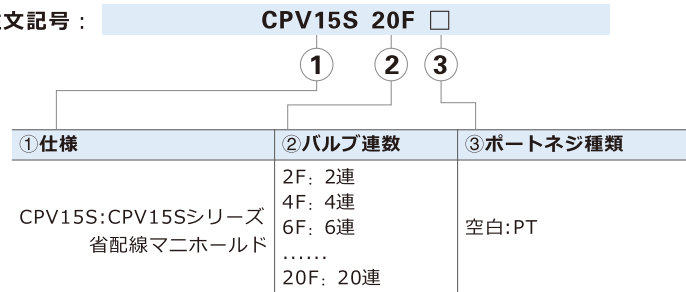 文記号： CPV15S 20F □
① ② ③
①仕様 ②バルブ連数 ③ポートネジ種類
2F：2連
4F：4連
CPV15S:CPV15Sシリーズ 6F：6連 空白:PT
省配線マニホールド ......
20F：20連